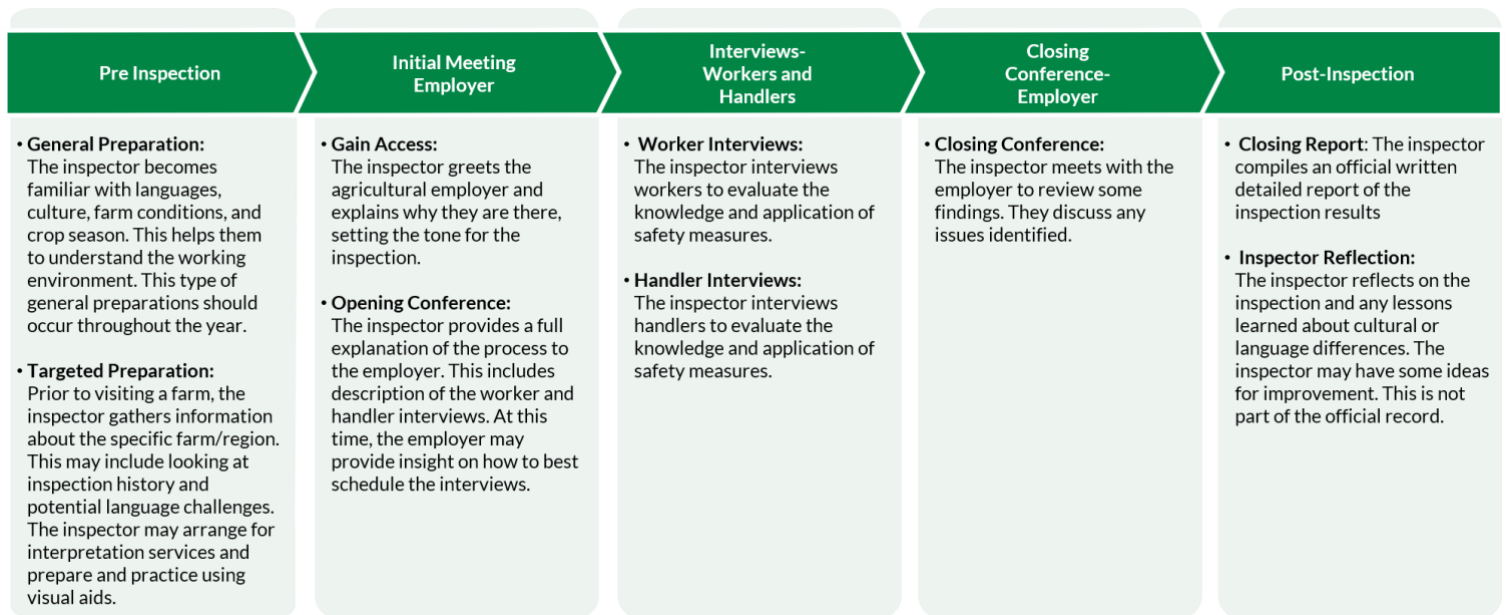 Pre Inspection
Initial Meeting
Employer
Interviews-
Workers and
Handlers
Closing
Conference-
Employer
Post-Inspection
• General Preparation:
The inspector becomes
familiar with languages,
culture, farm conditions, and
crop season. This helps them
to understand the working
environment. This type of
general preparations should
occur throughout the year.
• Targeted Preparation:
Prior to visiting a farm, the
inspector gathers information
about the specific farm/region.
This may include looking at
inspection history and
potential language challenges.
The inspector may arrange for
interpretation services and
prepare and practice using
visual aids.
• Gain Access:
The inspector greets the
agricultural employer and
explains why they are there,
setting the tone for the
inspection.
• Opening Conference:
The inspector provides a full
explanation of the process to
the employer. This includes
description of the worker and
handler interviews. At this
time, the employer may
provide insight on how to best
schedule the interviews.
• Worker Interviews:
The inspector interviews
workers to evaluate the
knowledge and application of
safety measures.
• Handler Interviews:
The inspector interviews
handlers to evaluate the
knowledge and application of
safety measures.
• Closing Conference:
The inspector meets with the
employer to review some
findings. They discuss any
issues identified.
• Closing Report: The inspector
compiles an official written
detailed report of the
inspection results
• Inspector Reflection:
The inspector reflects on the
inspection and any lessons
learned about cultural or
language differences. The
inspector may have some ideas
for improvement. This is not
part of the official record.